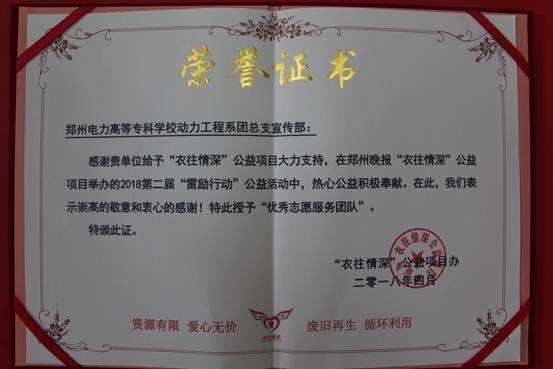 荣誉证书
郑州电力高等专科学校动力工程系团总支宣传部：
感谢贵单位给予“衣往情深”公益项目大力支持，在郑州晚报“衣往情深”公益
项目举办的2018第二届“雷励行动”公益活动中，热心公益积极奉献。在此，我们表
示崇高的敬意和衷心的感谢！特此授予“优秀志愿服务团队”。
特颁此证。
“衣往情深”公益项目办
二零一八年四月
资源有限 爱心无价 废旧再生 循环利用